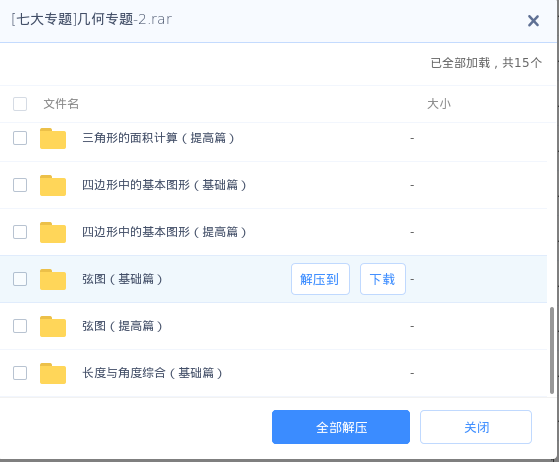 [七大专题]几何专题-2.rar
已全部加载，共15个
文件名 大小
三角形的面积计算（提高篇） -
四边形中的基本图形（基础篇） -
四边形中的基本图形（提高篇） -
弦图（基础篇） 解压到 下载 -
弦图（提高篇） -
长度与角度综合（基础篇） -
全部解压 关闭